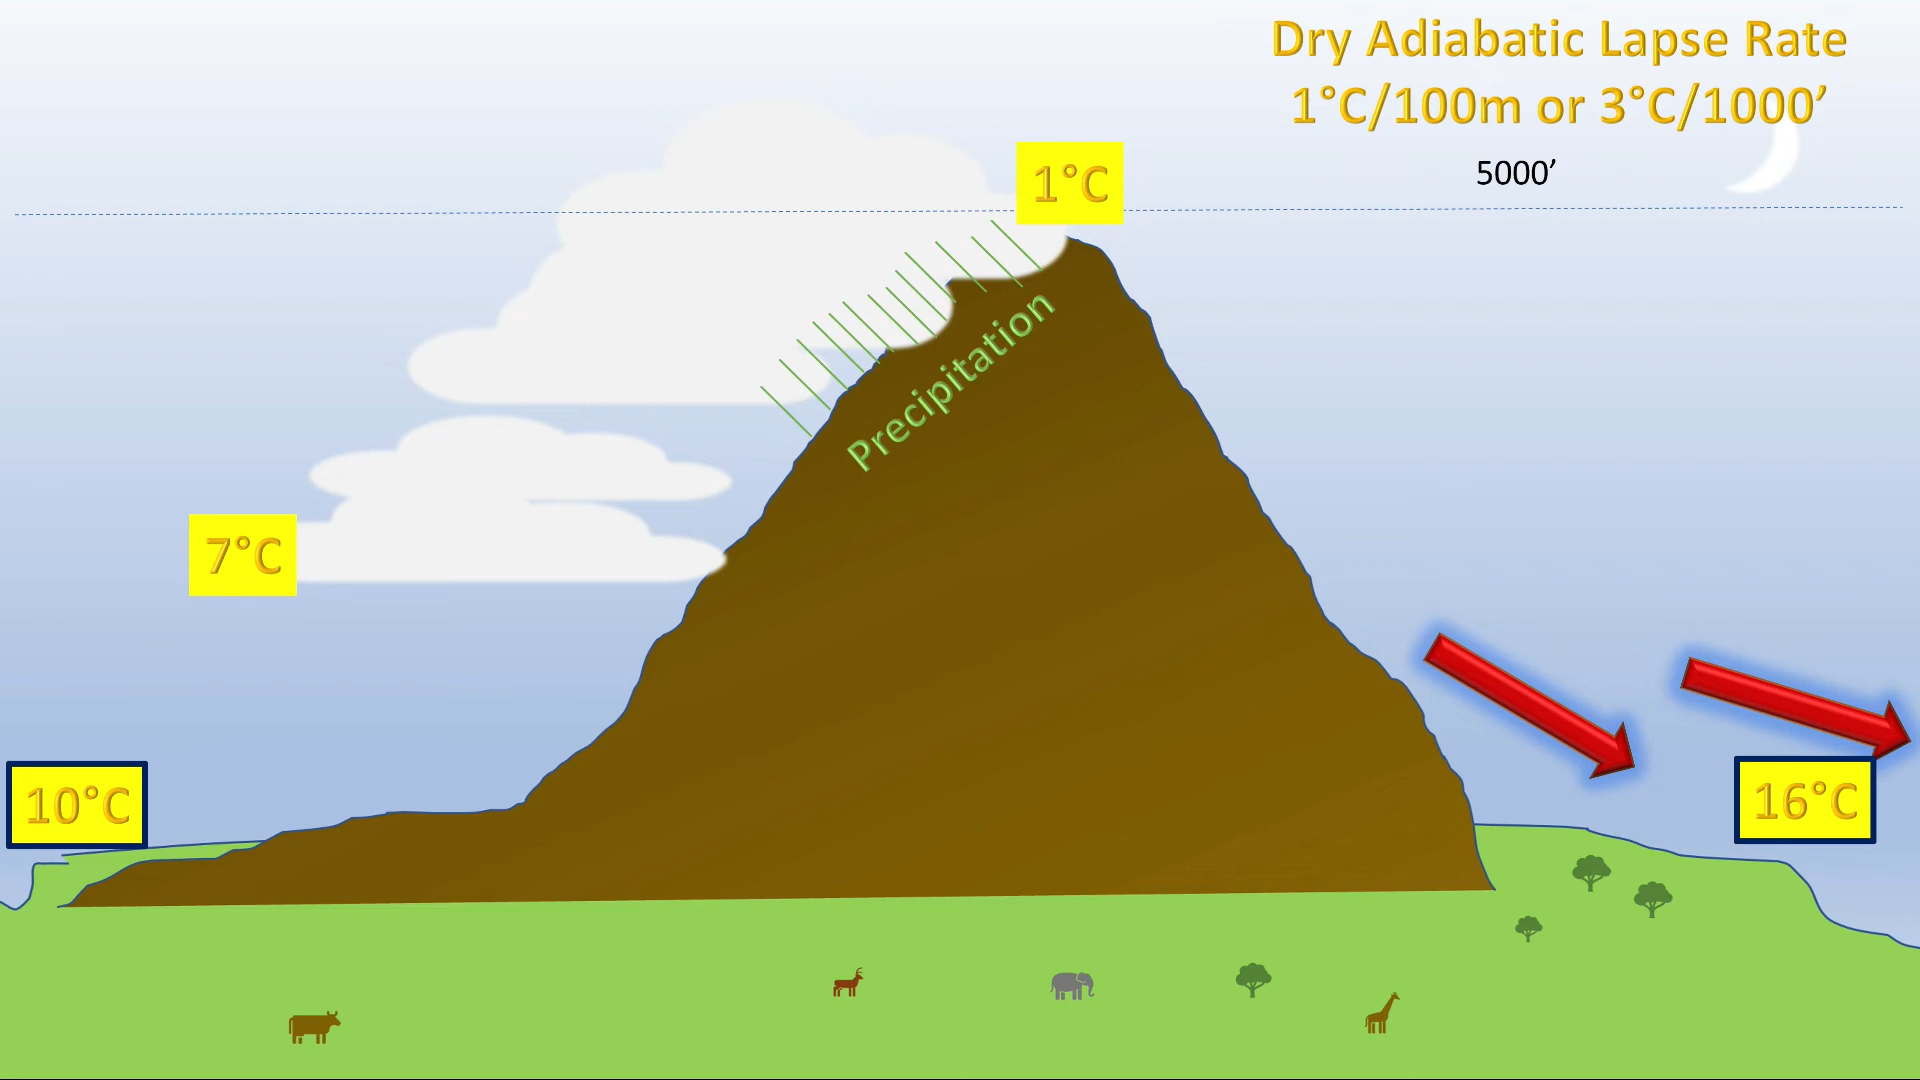 Dry Adiabatic Lapse Rate
1°C/100m or 3°C/1000’
5000’
1°C
Precipitation
7°C
10°C
16°C